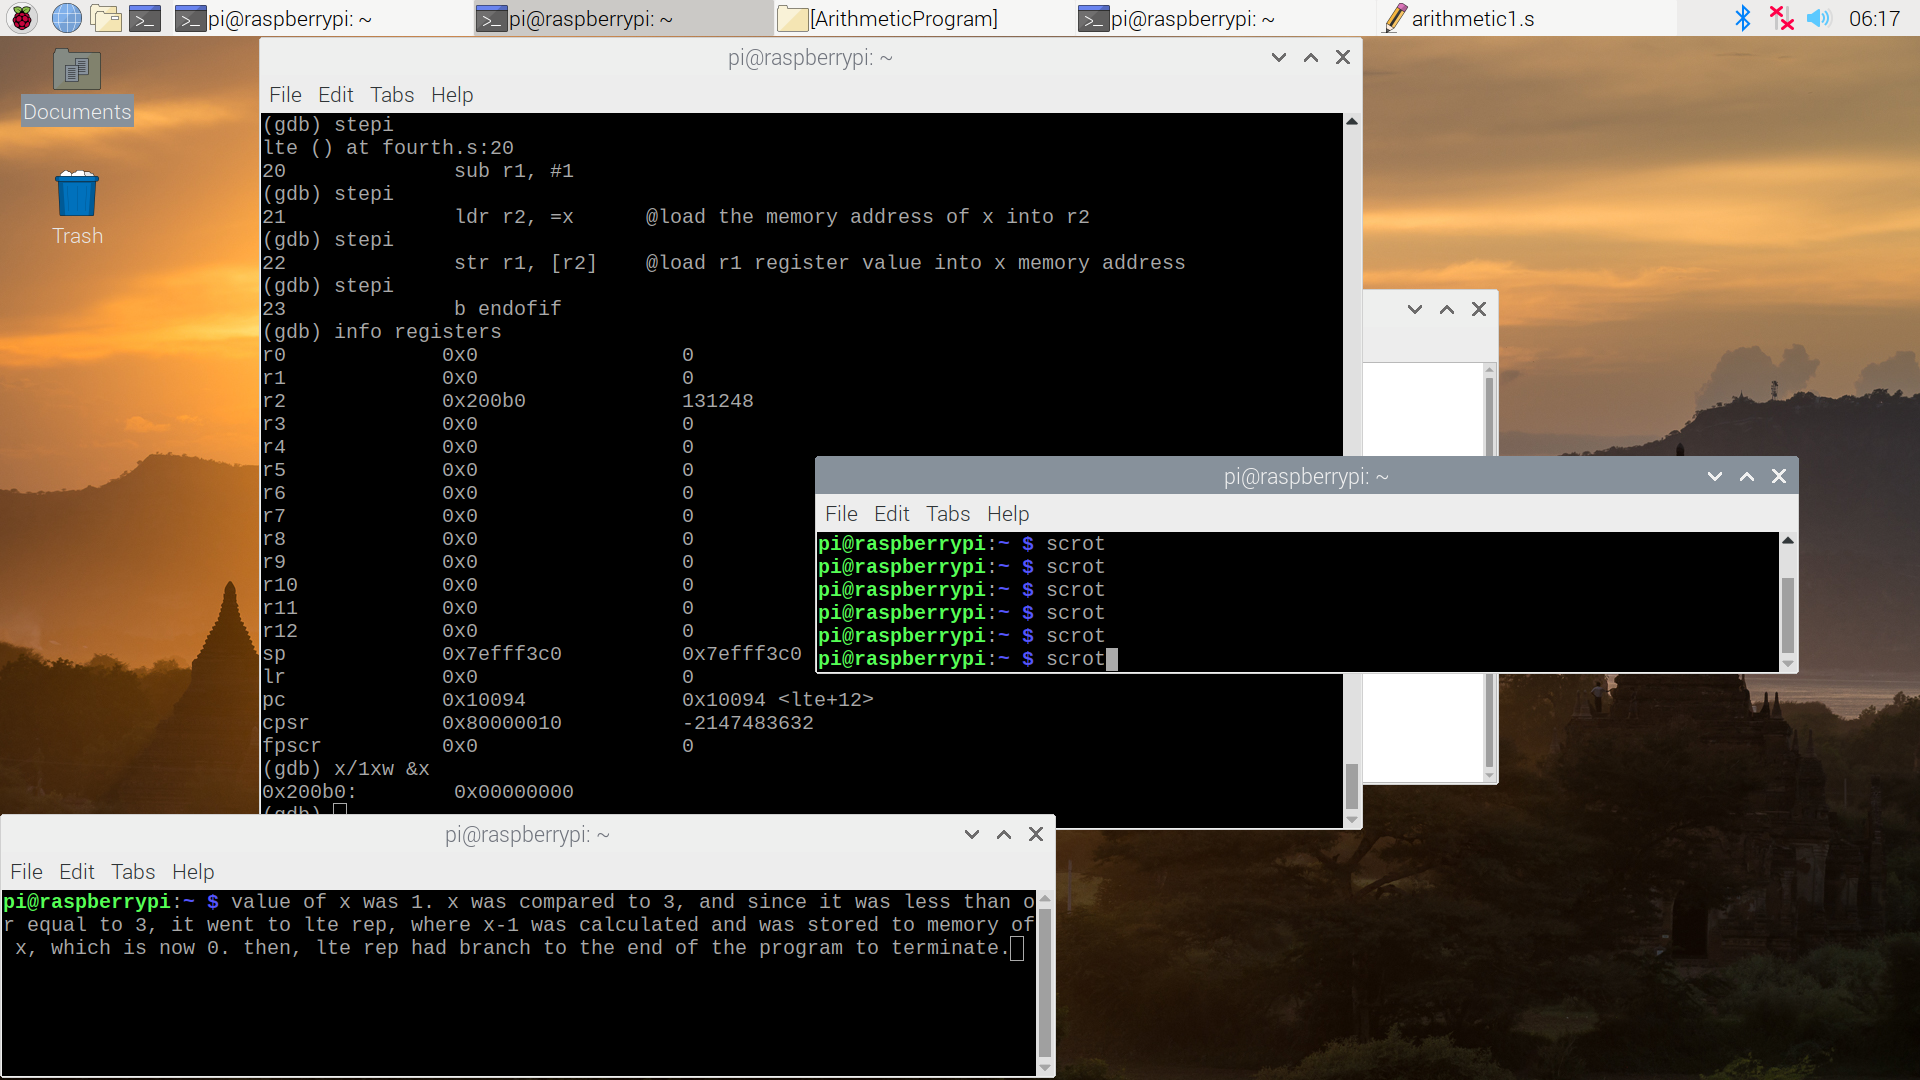 pi@raspberrypi: ~
pi@raspberrypi: ~
[ArithmeticProgram]
pi@raspberrypi: ~
arithmetic1.s
06:17
Documents
Trash
pi@raspberrypi: ~
File Edit Tabs Help
(gdb) stepi
lte () at fourth.s:20
20 sub r1, #1
(gdb) stepi
21 ldr r2, =x @load the memory address of x into r2
(gdb) stepi
22 str r1, [r2] @load r1 register value into x memory address
(gdb) stepi
23 b endofif
(gdb) info registers
r0 0x0 0
r1 0x0 0
r2 0x200b0 131248
r3 0x0 0
r4 0x0 0
r5 0x0 0
r6 0x0 0
r7 0x0 0
r8 0x0 0
r9 0x0 0
r10 0x0 0
r11 0x0 0
r12 0x0 0
sp 0x7efff3c0 0x7efff3c0
lr 0x0 0
pc 0x10094 0x10094 <lte+12>
cpsr 0x80000010 -2147483632
fpscr 0x0 0
(gdb) x/1xw &x
0x200b0: 0x00000000
(gdb)
pi@raspberrypi: ~
File Edit Tabs Help
pi@raspberrypi:~ $ scrot
pi@raspberrypi:~ $ scrot
pi@raspberrypi:~ $ scrot
pi@raspberrypi:~ $ scrot
pi@raspberrypi:~ $ scrot
pi@raspberrypi:~ $ scrot
pi@raspberrypi: ~
File Edit Tabs Help
pi@raspberrypi:~ $ value of x was 1. x was compared to 3, and since it was less than o
r equal to 3, it went to lte rep, where x-1 was calculated and was stored to memory of
x, which is now 0. then, lte rep had branch to the end of the program to terminate.